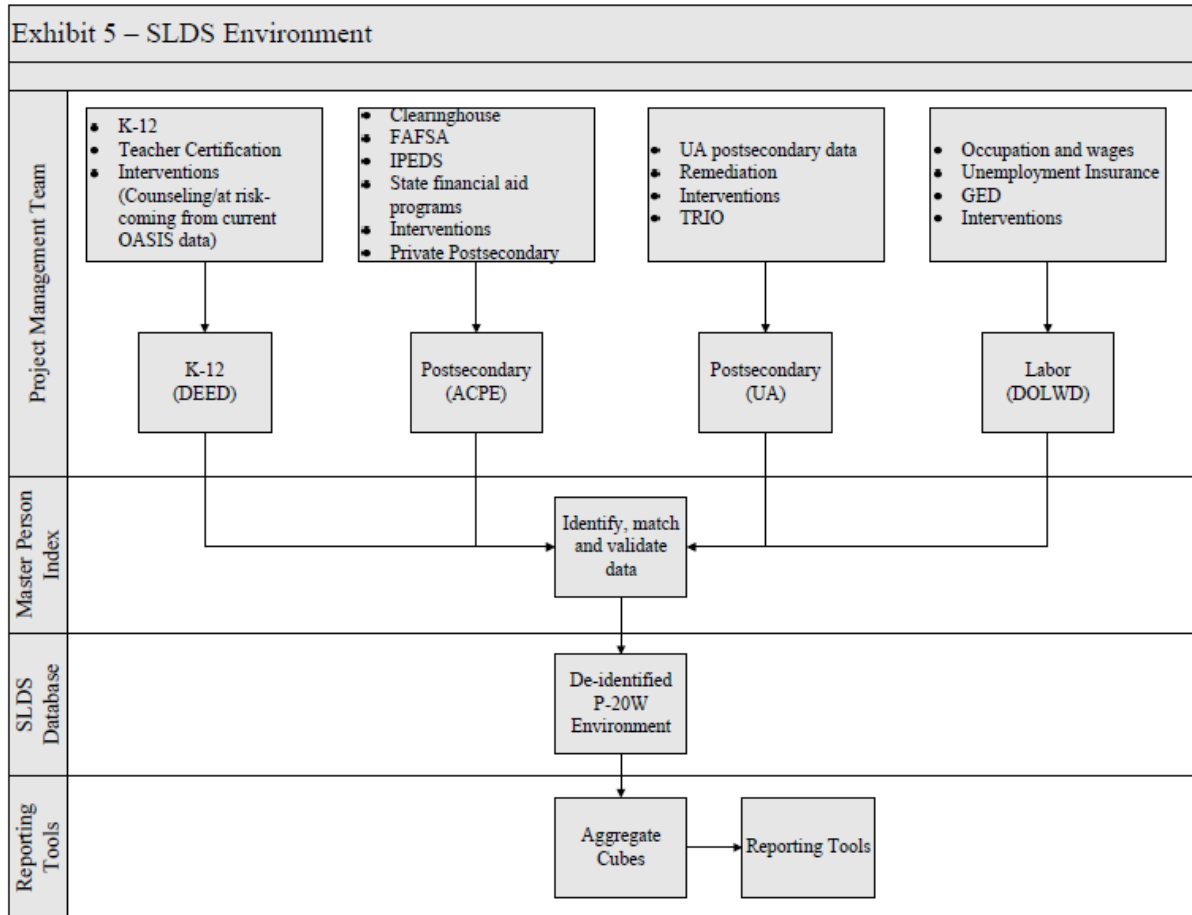 Exhibit 5 – SLDS Environment
Project Management Team
• K-12
• Teacher Certification
• Interventions
(Counseling/at risk-
coming from current
OASIS data)
• Clearinghouse
• FAFSA
• IPEDS
• State financial aid
programs
• Interventions
• Private Postsecondary
• UA postsecondary data
• Remediation
• Interventions
• TRIO
• Occupation and wages
• Unemployment Insurance
• GED
• Interventions
K-12
(DEED)
Postsecondary
(ACPE)
Postsecondary
(UA)
Labor
(DOLWD)
Master Person
Index
Identify, match
and validate
data
SLDS
Database
De-identified
P-20W
Environment
Reporting
Tools
Aggregate
Cubes
Reporting Tools